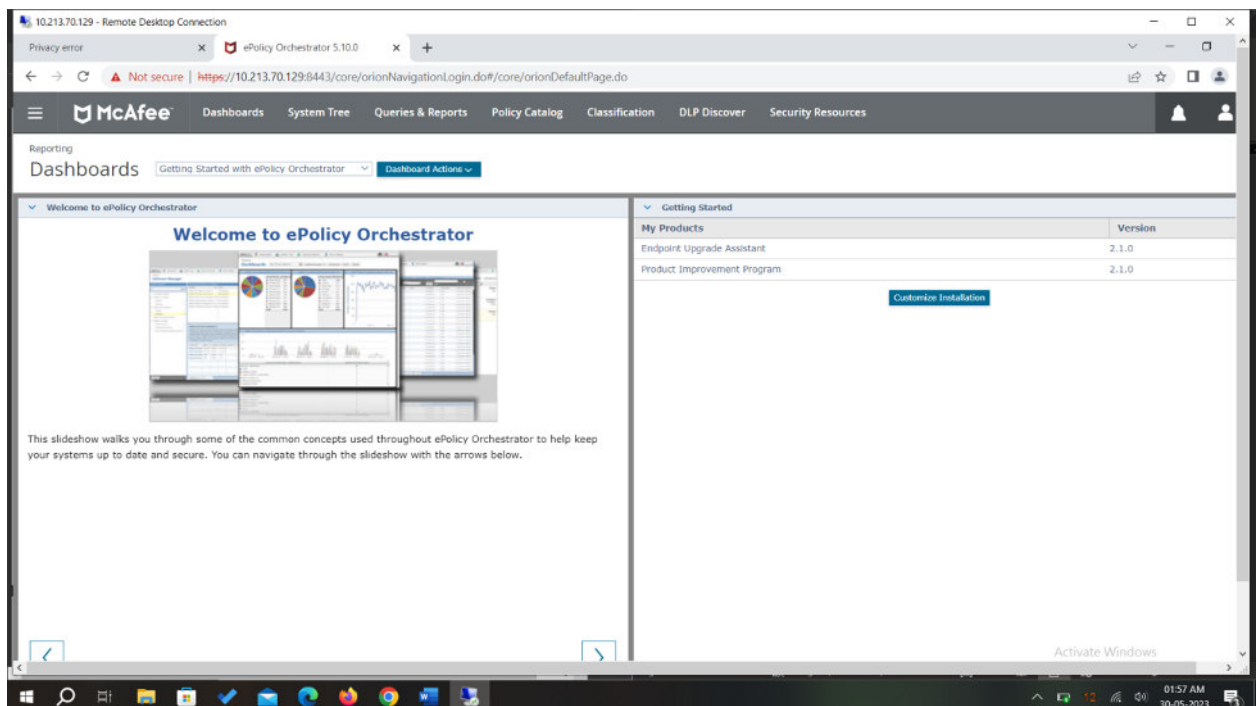 10.213.70.129 - Remote Desktop Connection
Privacy error
ePolicy Orchestrator 5.10.0
Not secure | https://10.213.70.129:8443/core/orionNavigationLogin.do#/core/orionDefaultPage.do
McAfee™ Dashboards System Tree Queries & Reports Policy Catalog Classification DLP Discover Security Resources
Reporting
Dashboards Getting Started with ePolicy Orchestrator Dashboard Actions
Welcome to ePolicy Orchestrator
Welcome to ePolicy Orchestrator
This slideshow walks you through some of the common concepts used throughout ePolicy Orchestrator to help keep
your systems up to date and secure. You can navigate through the slideshow with the arrows below.
Getting Started
My Products Version
Endpoint Upgrade Assistant 2.1.0
Product Improvement Program 2.1.0
Customize Installation
Activate Windows
12
01:57 AM
30-05-2023